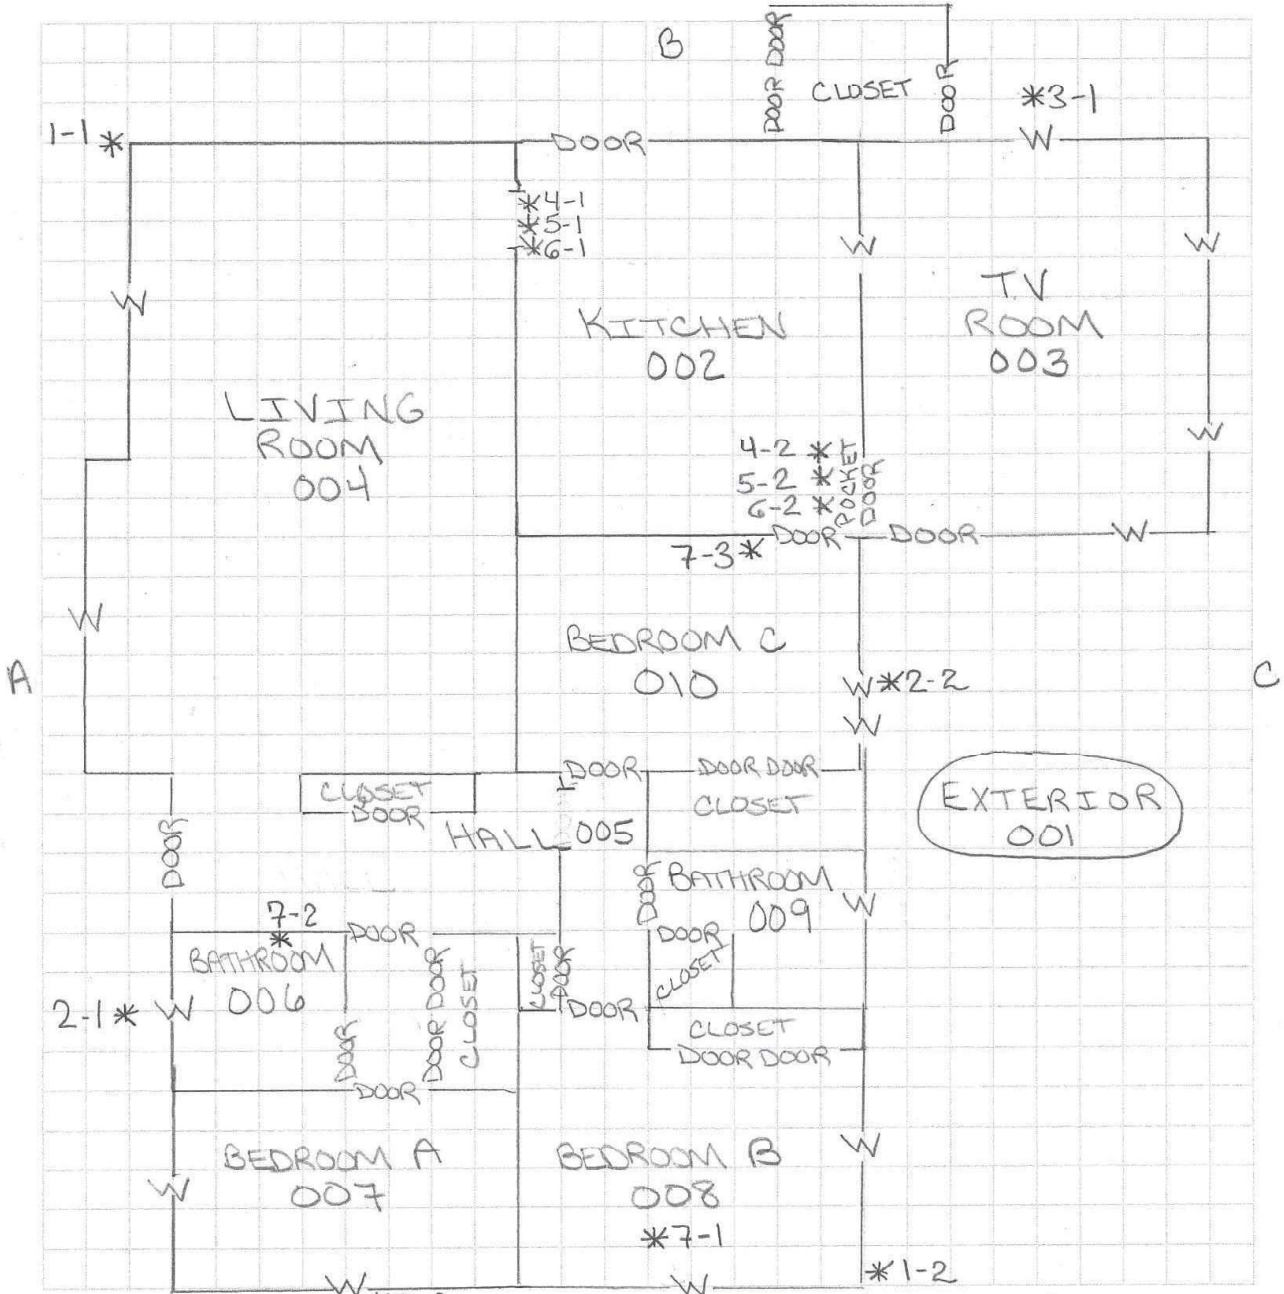 B
DOOR DOOR
CLOSET
DOOR
*3-1
1-1 *
DOOR
W
*4-1
*5-1
*6-1
W
W
W
TV
ROOM
003
KITCHEN
002
LIVING
ROOM
004
W
4-2 *
5-2 *
6-2 *
POCKET
DOOR
DOOR
DOOR
W
7-3 *
W
BEDROOM C
010
A
W *2-2
C
W
DOOR
DOOR DOOR
CLOSET
DOOR
CLOSET
EXTERIOR
001
HALL 005
DOOR
DOOR
BATHROOM
009
W
7-2
*
DOOR
BATHROOM
006
DOOR DOOR
CLOSET
CLOSET
DOOR
DOOR
CLOSET
2-1 * W
DOOR
DOOR
CLOSET
DOOR DOOR
DOOR
BEDROOM A
007
BEDROOM B
008
W
W
*7-1
*1-2
W
W